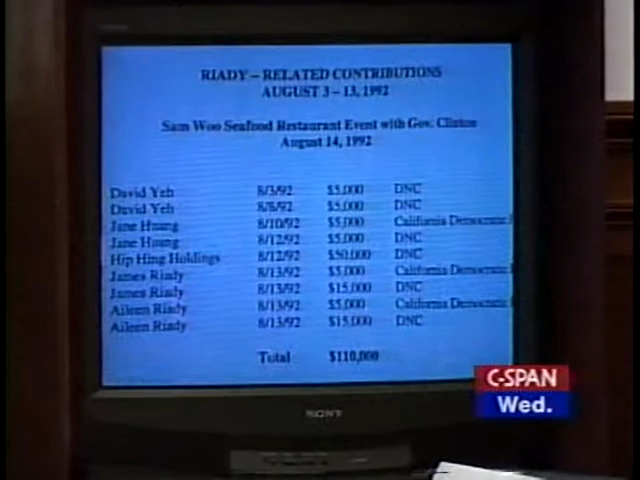 RIADY – RELATED CONTRIBUTIONS
AUGUST 3 – 13, 1992
Sam Woo Seafood Restaurant Event with Gov. Clinton
August 14, 1992
David Yeh 8/3/92 $5,000 DNC
David Yeh 8/8/92 $5,000 DNC
Jane Huang 8/10/92 $5,000 California Democratic
Jane Huang 8/12/92 $5,000 DNC
Hip Hing Holdings 8/12/92 $50,000 DNC
James Riady 8/13/92 $5,000 California Democratic
James Riady 8/13/92 $15,000 DNC
Aileen Riady 8/13/92 $5,000 California Democratic
Aileen Riady 8/13/92 $15,000 DNC
Total $110,000
C-SPAN
Wed.
SONY